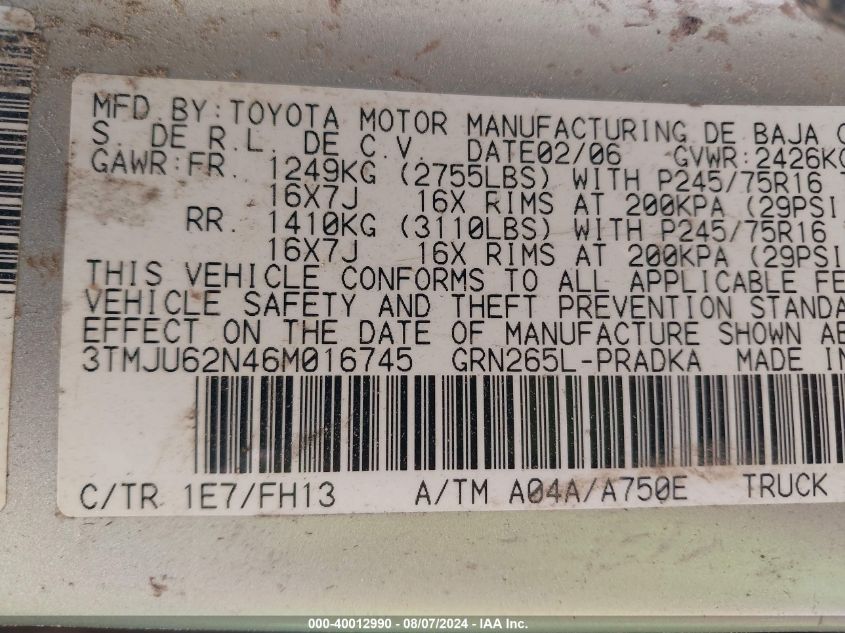 MFD.BY:TOYOTA MOTOR MANUFACTURING DE BAJA C
S. DE R.L. DE C.V. DATE02/06 GVWR:2426KG
GAWR:FR. 1249KG (2755LBS) WITH P245/75R16
16X7J 16X RIMS AT 200KPA (29PSI
RR. 1410KG (3110LBS) WITH P245/75R16
16X7J 16X RIMS AT 200KPA (29PSI
THIS VEHICLE CONFORMS TO ALL APPLICABLE FE
VEHICLE SAFETY AND THEFT PREVENTION STANDA
EFFECT ON THE DATE OF MANUFACTURE SHOWN AB
3TMJU62N46M016745 GRN265L-PRADKA MADE IN
C/TR 1E7/FH13 A/TM A04A/A750E TRUCK
000-40012990 - 08/07/2024 - IAA Inc.